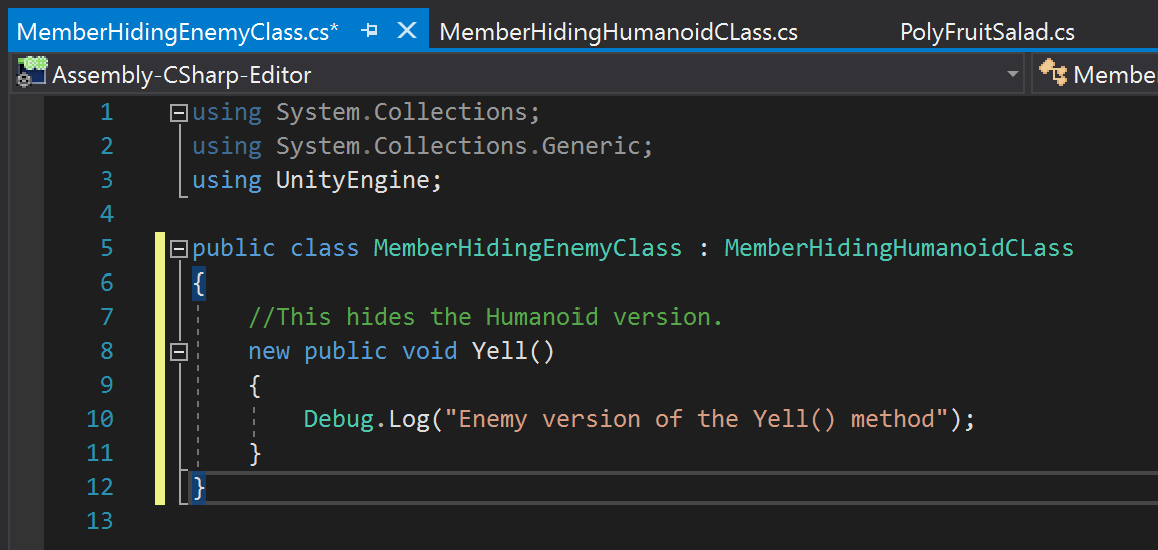 MemberHidingEnemyClass.cs* MemberHidingHumanoidCLass.cs PolyFruitSalad.cs
Assembly-CSharp-Editor Member
1 using System.Collections;
2 using System.Collections.Generic;
3 using UnityEngine;
4
5 public class MemberHidingEnemyClass : MemberHidingHumanoidCLass
6 {
7 //This hides the Humanoid version.
8 new public void Yell()
9 {
10 Debug.Log("Enemy version of the Yell() method");
11 }
12 }
13